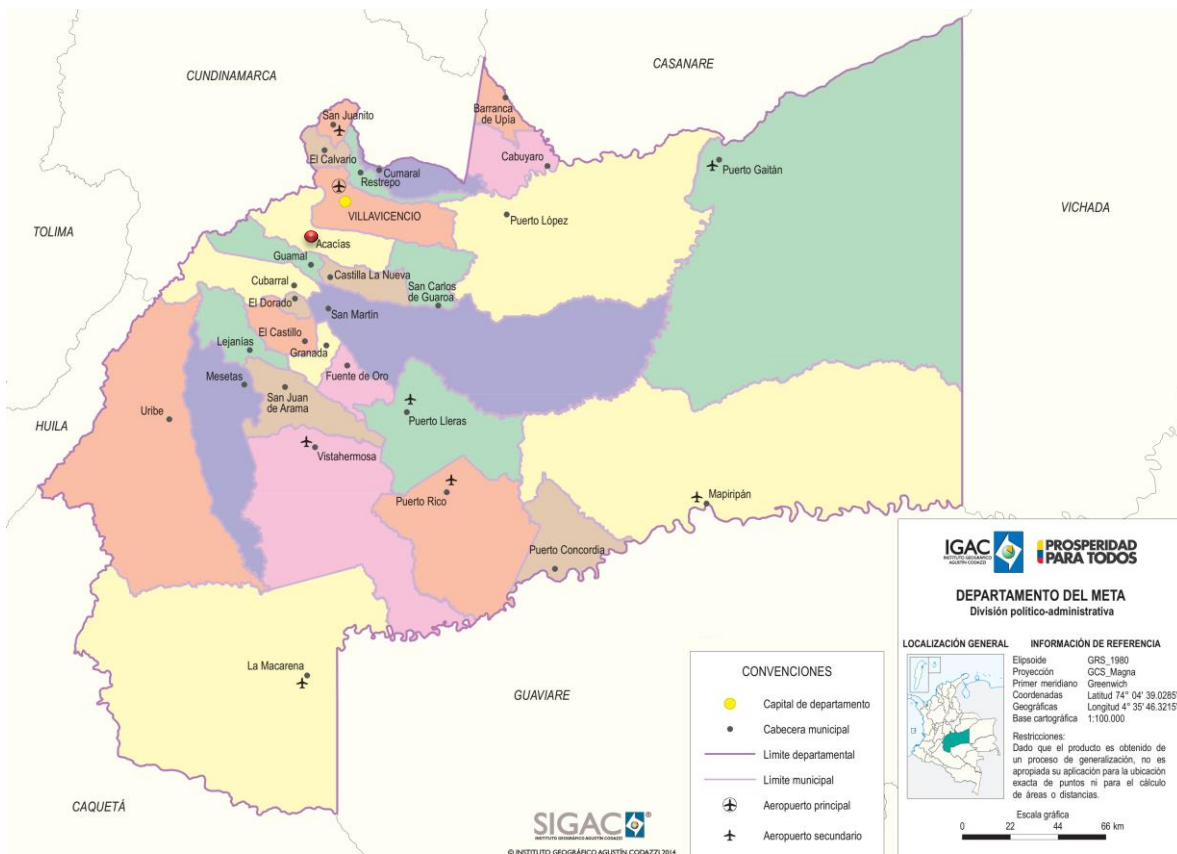 CUNDINAMARCA
CASANARE
TOLIMA
VICHADA
HUILA
CAQUETÁ
GUAVIARE
San Juanito
Barranca
de Upía
El Calvario
Cumaral
Restrepo
Cabuyaro
Puerto Gaitán
VILLAVICENCIO
Puerto López
Acacías
Guamal
Castilla La Nueva
Cubarral
San Carlos
de Guaroa
El Dorado
San Martín
El Castillo
Lejanías
Granada
Fuente de Oro
Mesetas
San Juan
de Arama
Uribe
Puerto Lleras
Vistahermosa
Puerto Rico
Mapiripán
Puerto Concordia
La Macarena
CONVENCIONES
Capital de departamento
Cabecera municipal
Límite departamental
Límite municipal
Aeropuerto principal
Aeropuerto secundario
SIGAC
INSTITUTO GEOGRÁFICO AGUSTÍN CODAZZI
© INSTITUTO GEOGRÁFICO AGUSTÍN CODAZZI 2014
IGAC
INSTITUTO GEOGRÁFICO
AGUSTÍN CODAZZI
PROSPERIDAD
PARA TODOS
DEPARTAMENTO DEL META
División político-administrativa
LOCALIZACIÓN GENERAL
INFORMACIÓN DE REFERENCIA
Elipsoide GRS_1980
Proyección GCS_Magna
Primer meridiano Greenwich
Coordenadas Latitud 74° 04' 39.0285"
Geográficas Longitud 4° 35' 46.3215"
Base cartográfica 1:100.000
Restricciones:
Dado que el producto es obtenido de
un proceso de generalización, no es
apropiada su aplicación para la ubicación
exacta de puntos ni para el cálculo
de áreas o distancias.
Escala gráfica
0 22 44 66 km